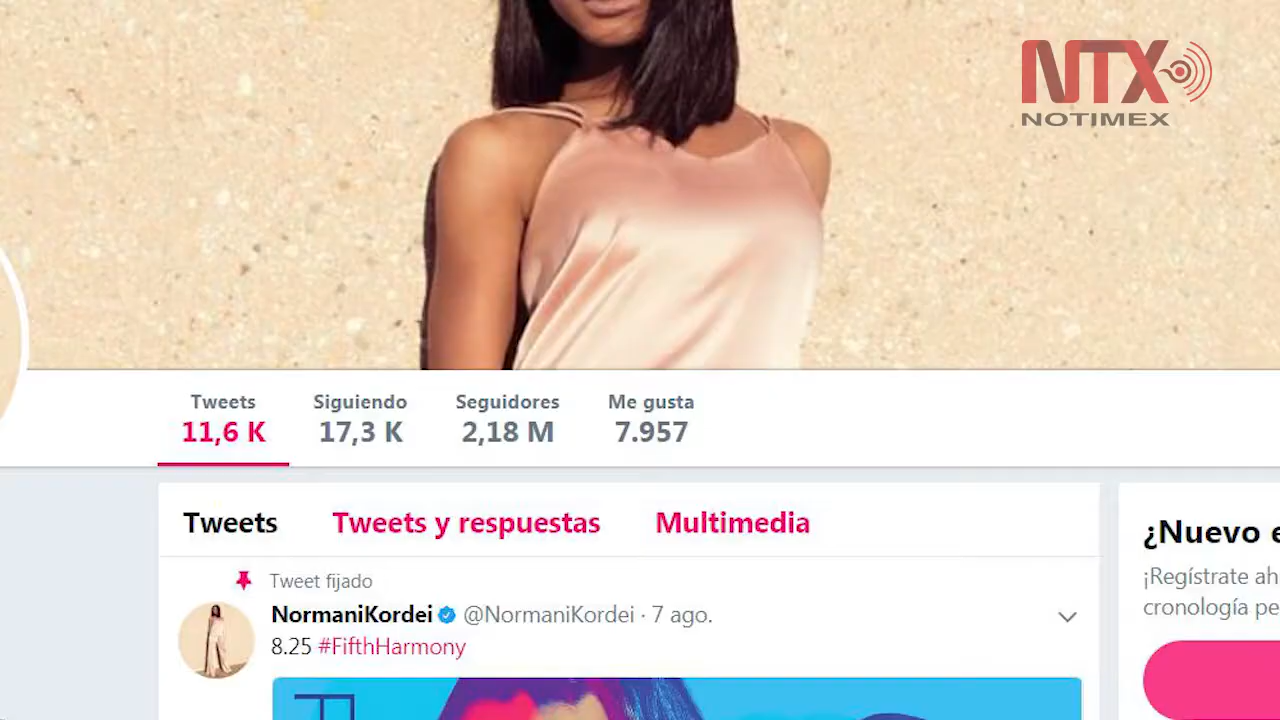 NTX
NOTIMEX
Tweets Siguiendo Seguidores Me gusta
11,6 K 17,3 K 2,18 M 7.957
Tweets Tweets y respuestas Multimedia
¿Nuevo e
Tweet fijado
¡Regístrate ah
NormaniKordei @NormaniKordei · 7 ago.
cronología pe
8.25 #FifthHarmony